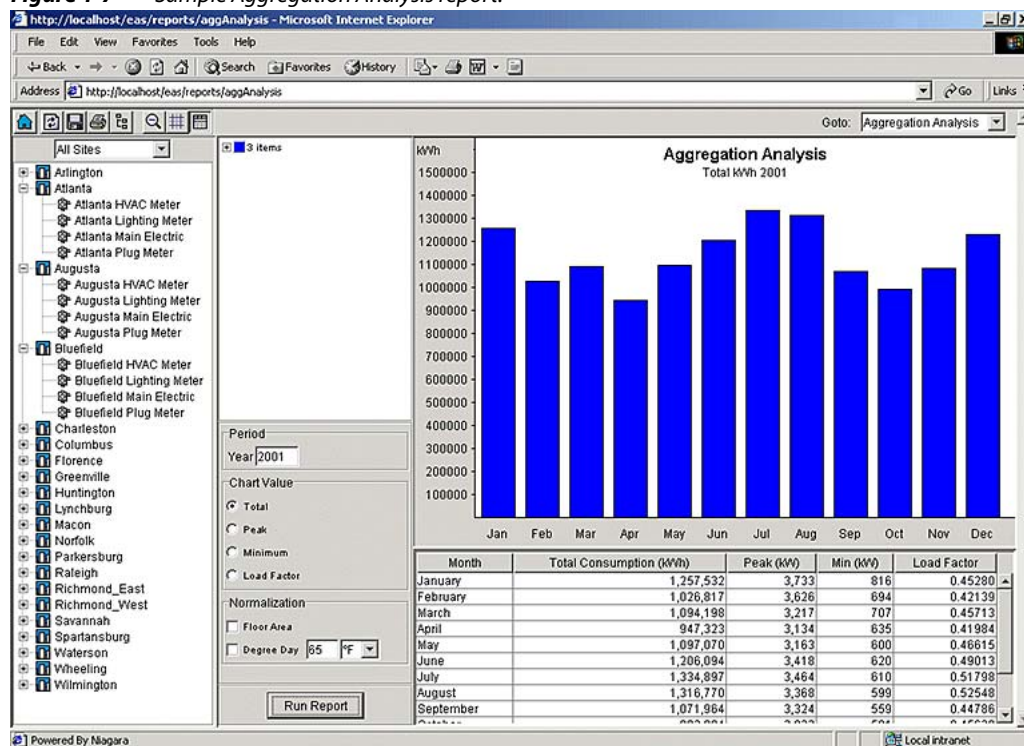 Figure 1-7 Sample Aggregation Analysis report.
http://localhost/eas/reports/aggAnalysis - Microsoft Internet Explorer
File Edit View Favorites Tools Help
Back Search Favorites History
Address http://localhost/eas/reports/aggAnalysis Go Links
Goto: Aggregation Analysis
All Sites
Arlington
Atlanta
Atlanta HVAC Meter
Atlanta Lighting Meter
Atlanta Main Electric
Atlanta Plug Meter
Augusta
Augusta HVAC Meter
Augusta Lighting Meter
Augusta Main Electric
Augusta Plug Meter
Bluefield
Bluefield HVAC Meter
Bluefield Lighting Meter
Bluefield Main Electric
Bluefield Plug Meter
Charleston
Columbus
Florence
Greenville
Huntington
Lynchburg
Macon
Norfolk
Parkersburg
Raleigh
Richmond_East
Richmond_West
Savannah
Spartansburg
Waterson
Wheeling
Wilmington
3 items
Period
Year 2001
Chart Value
Total
Peak
Minimum
Load Factor
Normalization
Floor Area
Degree Day 65 °F
Run Report
kWh
Aggregation Analysis
Total kWh 2001
1500000
1400000
1300000
1200000
1100000
1000000
900000
800000
700000
600000
500000
400000
300000
200000
100000
Jan Feb Mar Apr May Jun Jul Aug Sep Oct Nov Dec
Month Total Consumption (kWh) Peak (kW) Min (kW) Load Factor
January 1,257,532 3,733 816 0.45280
February 1,026,817 3,626 694 0.42139
March 1,094,198 3,217 707 0.45713
April 947,323 3,134 635 0.41984
May 1,097,070 3,163 600 0.46615
June 1,206,094 3,418 620 0.49013
July 1,334,897 3,464 610 0.51798
August 1,316,770 3,368 599 0.52548
September 1,071,964 3,324 559 0.44786
Powered By Niagara
Local intranet